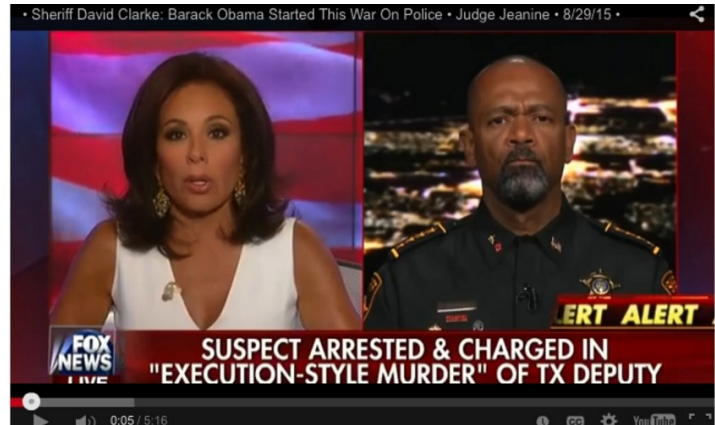 • Sheriff David Clarke: Barack Obama Started This War On Police • Judge Jeanine • 8/29/15 •
ERT ALERT
FOX
NEWS
LIVE
SUSPECT ARRESTED & CHARGED IN
"EXECUTION-STYLE MURDER" OF TX DEPUTY
0:05 / 5:16
CC
YouTube